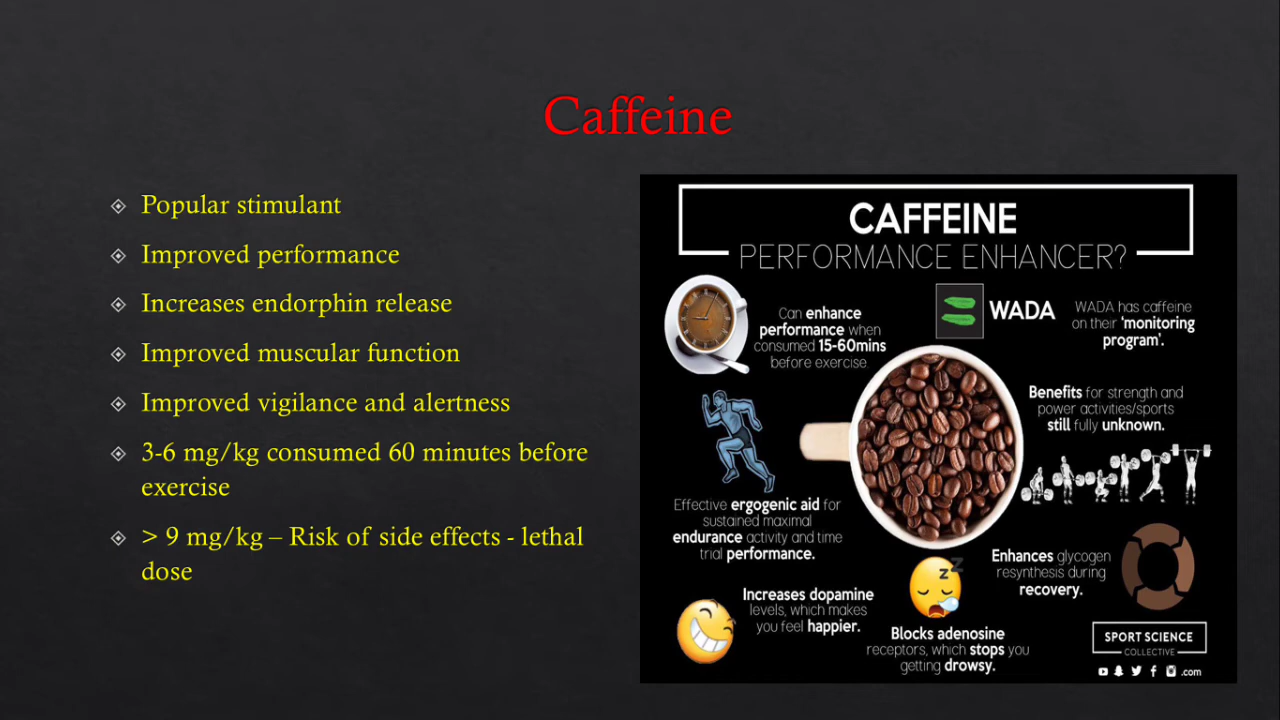 Caffeine
Popular stimulant
Improved performance
Increases endorphin release
Improved muscular function
Improved vigilance and alertness
3-6 mg/kg consumed 60 minutes before
exercise
> 9 mg/kg – Risk of side effects - lethal
dose
CAFFEINE
PERFORMANCE ENHANCER?
Can enhance
performance when
consumed 15-60mins
before exercise.
WADA
WADA has caffeine
on their 'monitoring
program'.
Benefits for strength and
power activities/sports
still fully unknown.
Effective ergogenic aid for
sustained maximal
endurance activity and time
trial performance.
Enhances glycogen
resynthesis during
recovery.
Increases dopamine
levels, which makes
you feel happier.
z z
Blocks adenosine
receptors, which stops you
getting drowsy.
SPORT SCIENCE
COLLECTIVE
.com